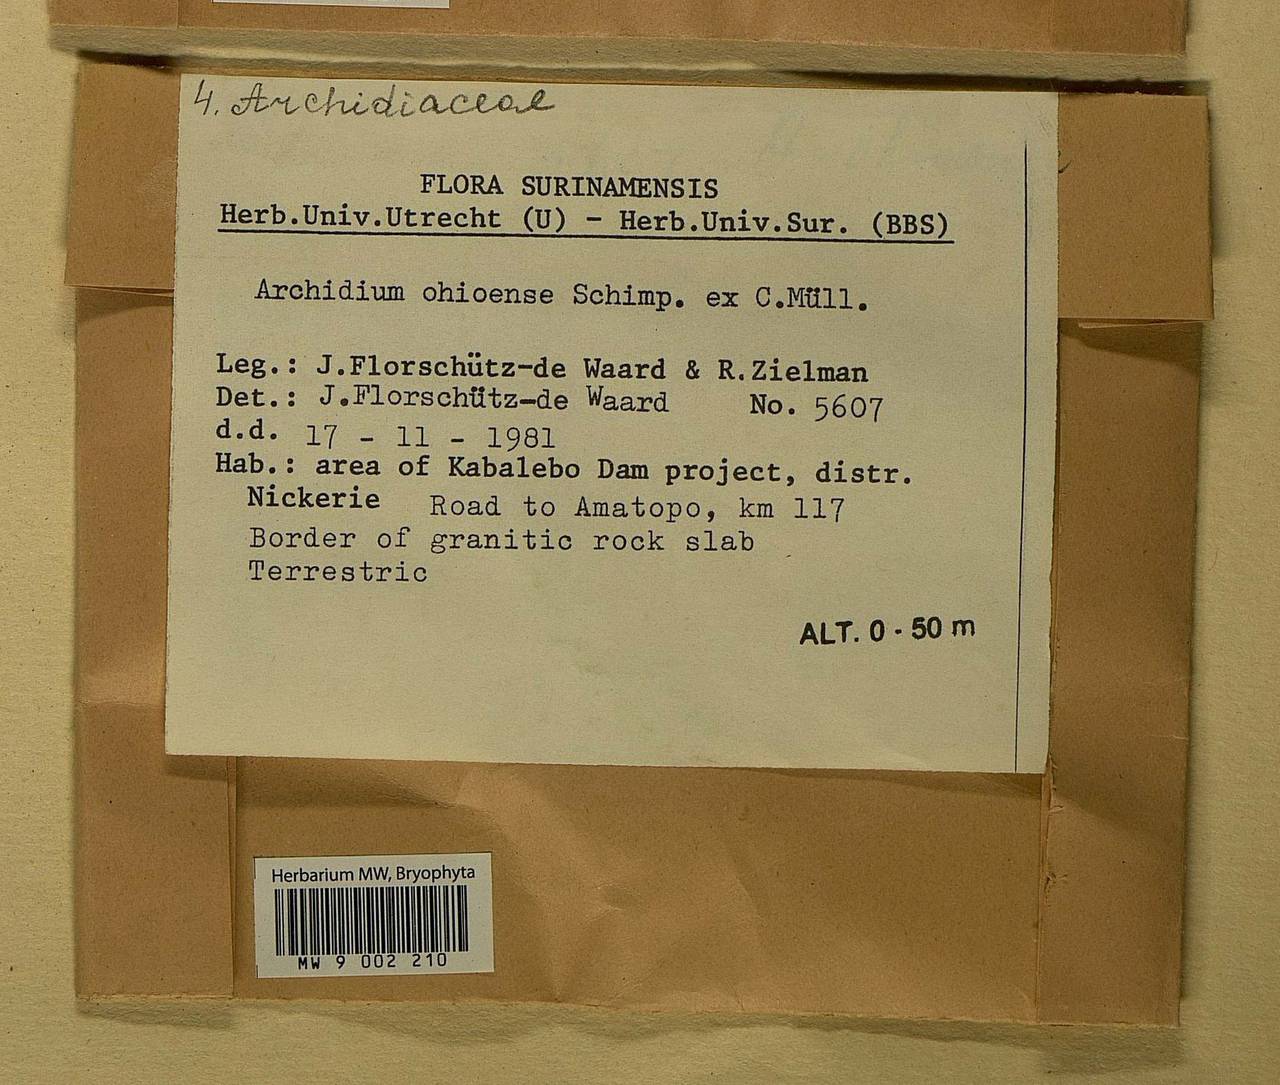 4. Archidiaceae
FLORA SURINAMENSIS
Herb.Univ.Utrecht (U) - Herb.Univ.Sur. (BBS)
Archidium ohioense Schimp. ex C.Müll.
Leg.: J.Florschütz-de Waard & R.Zielman
Det.: J.Florschütz-de Waard No. 5607
d.d. 17 - 11 - 1981
Hab.: area of Kabalebo Dam project, distr.
Nickerie Road to Amatopo, km 117
Border of granitic rock slab
Terrestric
ALT. 0 - 50 m
Herbarium MW, Bryophyta
MW 9 002 210